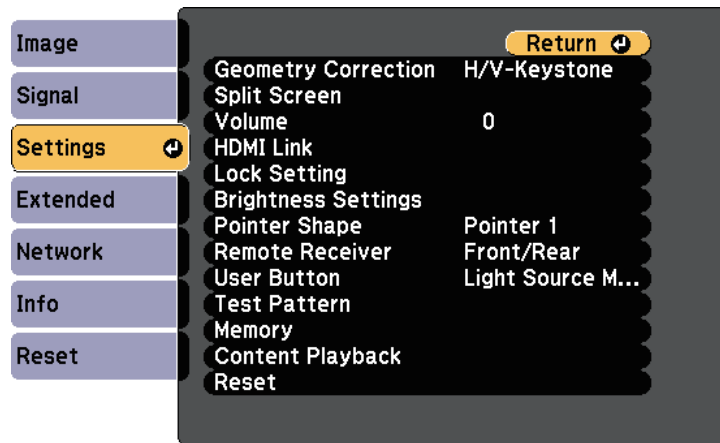 Image
Signal
Settings
Extended
Network
Info
Reset
Return
Geometry Correction H/V-Keystone
Split Screen
Volume 0
HDMI Link
Lock Setting
Brightness Settings
Pointer Shape Pointer 1
Remote Receiver Front/Rear
User Button Light Source M...
Test Pattern
Memory
Content Playback
Reset